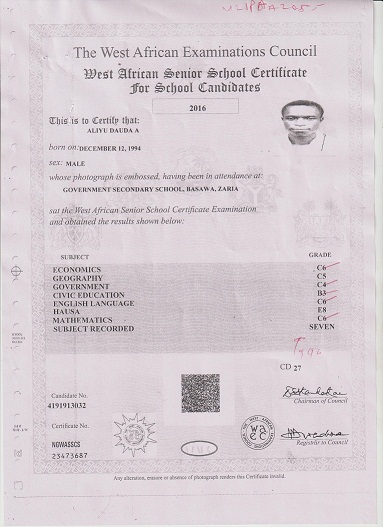 The West African Examinations Council
West African Senior School Certificate
For School Candidates
2016
This is to Certify that:
ALIYU DAUDA A
born on: DECEMBER 12, 1994
sex: MALE
whose photograph is embossed, having been in attendance at:
GOVERNMENT SECONDARY SCHOOL, BASAWA, ZARIA
sat the West African Senior School Certificate Examination
and obtained the results shown below:
SUBJECT GRADE
ECONOMICS C6
GEOGRAPHY C5
GOVERNMENT C4
CIVIC EDUCATION B3
ENGLISH LANGUAGE C6
HAUSA E8
MATHEMATICS C6
SUBJECT RECORDED SEVEN
CD 27
Candidate No.
4191913032
Chairman of Council
Certificate No.
NGWASSCS
23473687
Registrar to Council
Any alteration, erasure or absence of photograph renders this Certificate invalid.